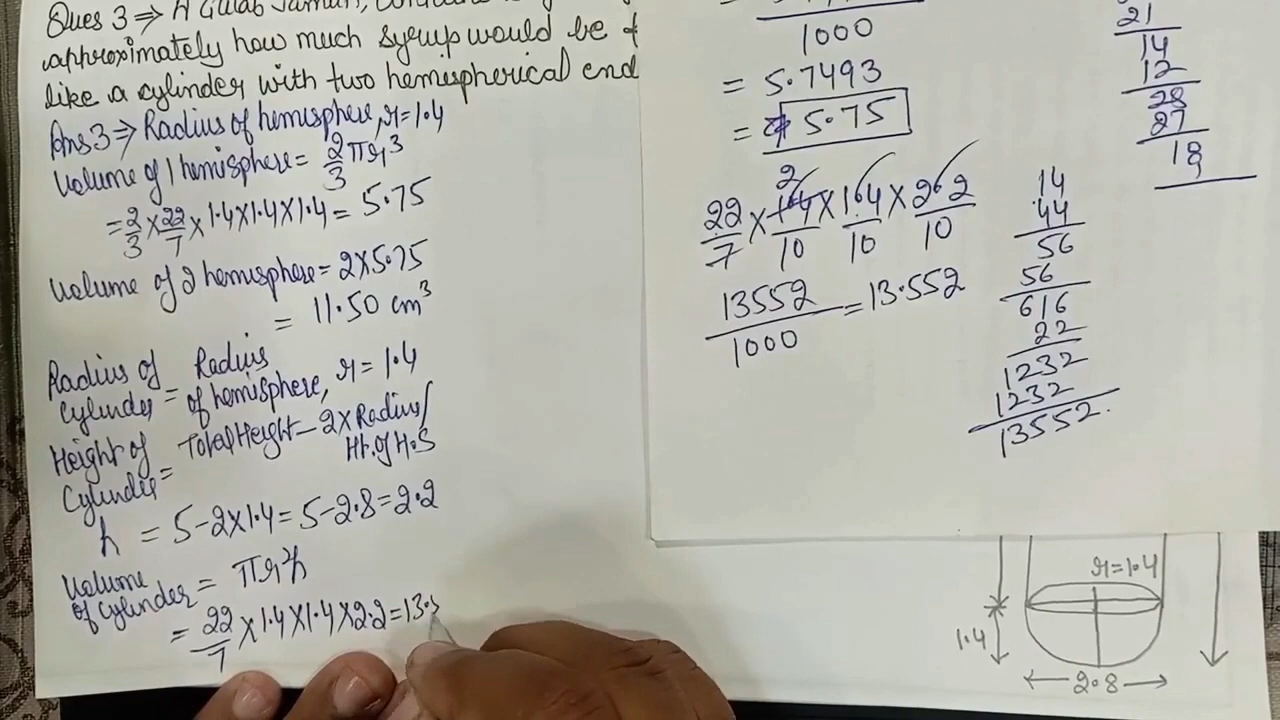 Ques 3 ⇒ A Gulab Jamun,
approximately how much syrup would be
like a cylinder with two hemispherical end
Ans 3 ⇒ Radius of hemisphere, r = 1.4
Volume of 1 hemisphere = 2/3 πr³
= 2/3 × 22/7 × 1.4 × 1.4 × 1.4 = 5.75
Volume of 2 hemisphere = 2 × 5.75
= 11.50 cm³
Radius of Cylinder = Radius of hemisphere, r = 1.4
Height of Cylinder = Total Height – 2 × Radius/ Ht. of H.S
h = 5 – 2 × 1.4 = 5 – 2.8 = 2.2
Volume of cylinder = πr²h
= 22/7 × 1.4 × 1.4 × 2.2 = 13.5
1000
= 5.7493
= 5.75
22/7 × 14/10 × 1.4/10 × 2.2/10
2
13552/1000 = 13.552
14
44
56
56
616
22
1232
1232
13552
21
14
12
28
27
18
r = 1.4
1.4
2.8